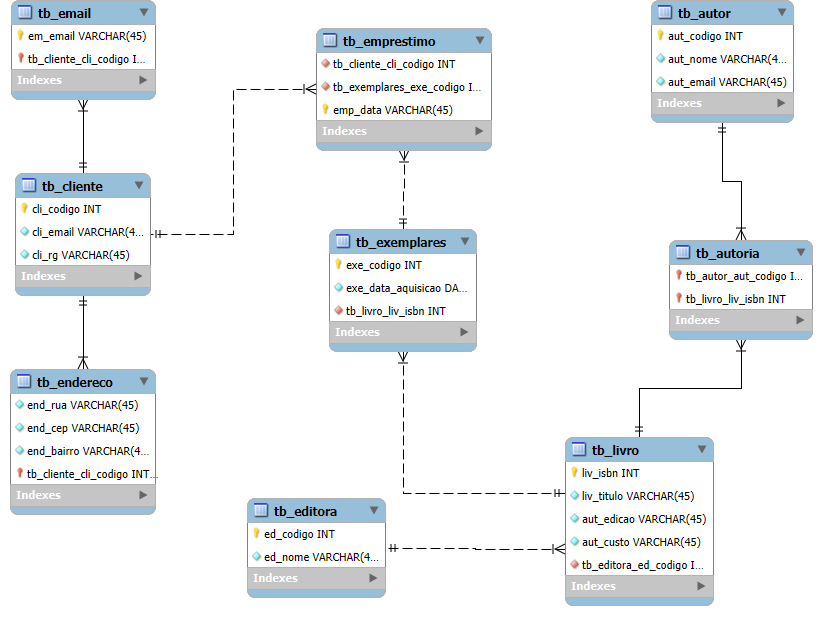 tb_email
em_email VARCHAR(45)
tb_cliente_cli_codigo I...
Indexes
tb_cliente
cli_codigo INT
cli_email VARCHAR(4...
cli_rg VARCHAR(45)
Indexes
tb_endereco
end_rua VARCHAR(45)
end_cep VARCHAR(45)
end_bairro VARCHAR(4...
tb_cliente_cli_codigo INT...
Indexes
tb_emprestimo
tb_cliente_cli_codigo INT
tb_exemplares_exe_codigo I...
emp_data VARCHAR(45)
Indexes
tb_exemplares
exe_codigo INT
exe_data_aquisicao DA...
tb_livro_liv_isbn INT
Indexes
tb_editora
ed_codigo INT
ed_nome VARCHAR(4...
Indexes
tb_autor
aut_codigo INT
aut_nome VARCHAR(4...
aut_email VARCHAR(45)
Indexes
tb_autoria
tb_autor_aut_codigo I...
tb_livro_liv_isbn INT
Indexes
tb_livro
liv_isbn INT
liv_titulo VARCHAR(45)
aut_edicao VARCHAR(45)
aut_custo VARCHAR(45)
tb_editora_ed_codigo I...
Indexes